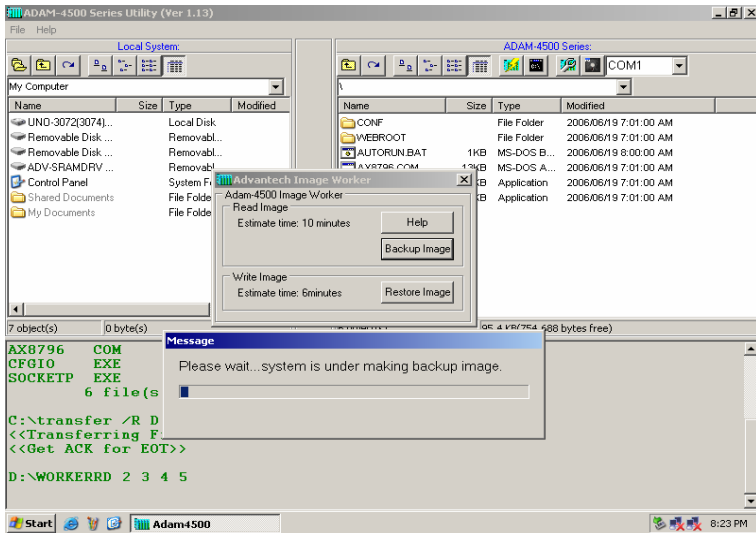 ADAM-4500 Series Utility (Ver 1.13)
File Help
Local System:
ADAM-4500 Series:
COM1
My Computer
\
Name Size Type Modified
UNO-3072(3074)... Local Disk
Removable Disk ... Removabl...
Removable Disk ... Removabl...
ADV-SRAMDRV ... Removabl...
Control Panel System F
Shared Documents File Folde
My Documents File Folde
Name Size Type Modified
CONF File Folder 2006/06/19 7:01:00 AM
WEBROOT File Folder 2006/06/19 7:01:00 AM
AUTORUN.BAT 1KB MS-DOS B... 2006/06/19 8:00:00 AM
AX8796.COM 13KB MS-DOS A... 2006/06/19 7:01:00 AM
KB Application 2006/06/19 7:01:00 AM
KB Application 2006/06/19 7:01:00 AM
Advantech Image Worker
Adam-4500 Image Worker
Read Image
Estimate time: 10 minutes
Help
Backup Image
Write Image
Estimate time: 6minutes
Restore Image
7 object(s) 0 byte(s)
95.4 KB(754,688 bytes free)
Message
Please wait...system is under making backup image.
AX8796 COM
CFGIO EXE
SOCKETP EXE
6 file(s
C:\transfer /R D
<<Transferring F
<<Get ACK for EOT>>
D:\WORKERRD 2 3 4 5
Start
Adam4500
8:23 PM